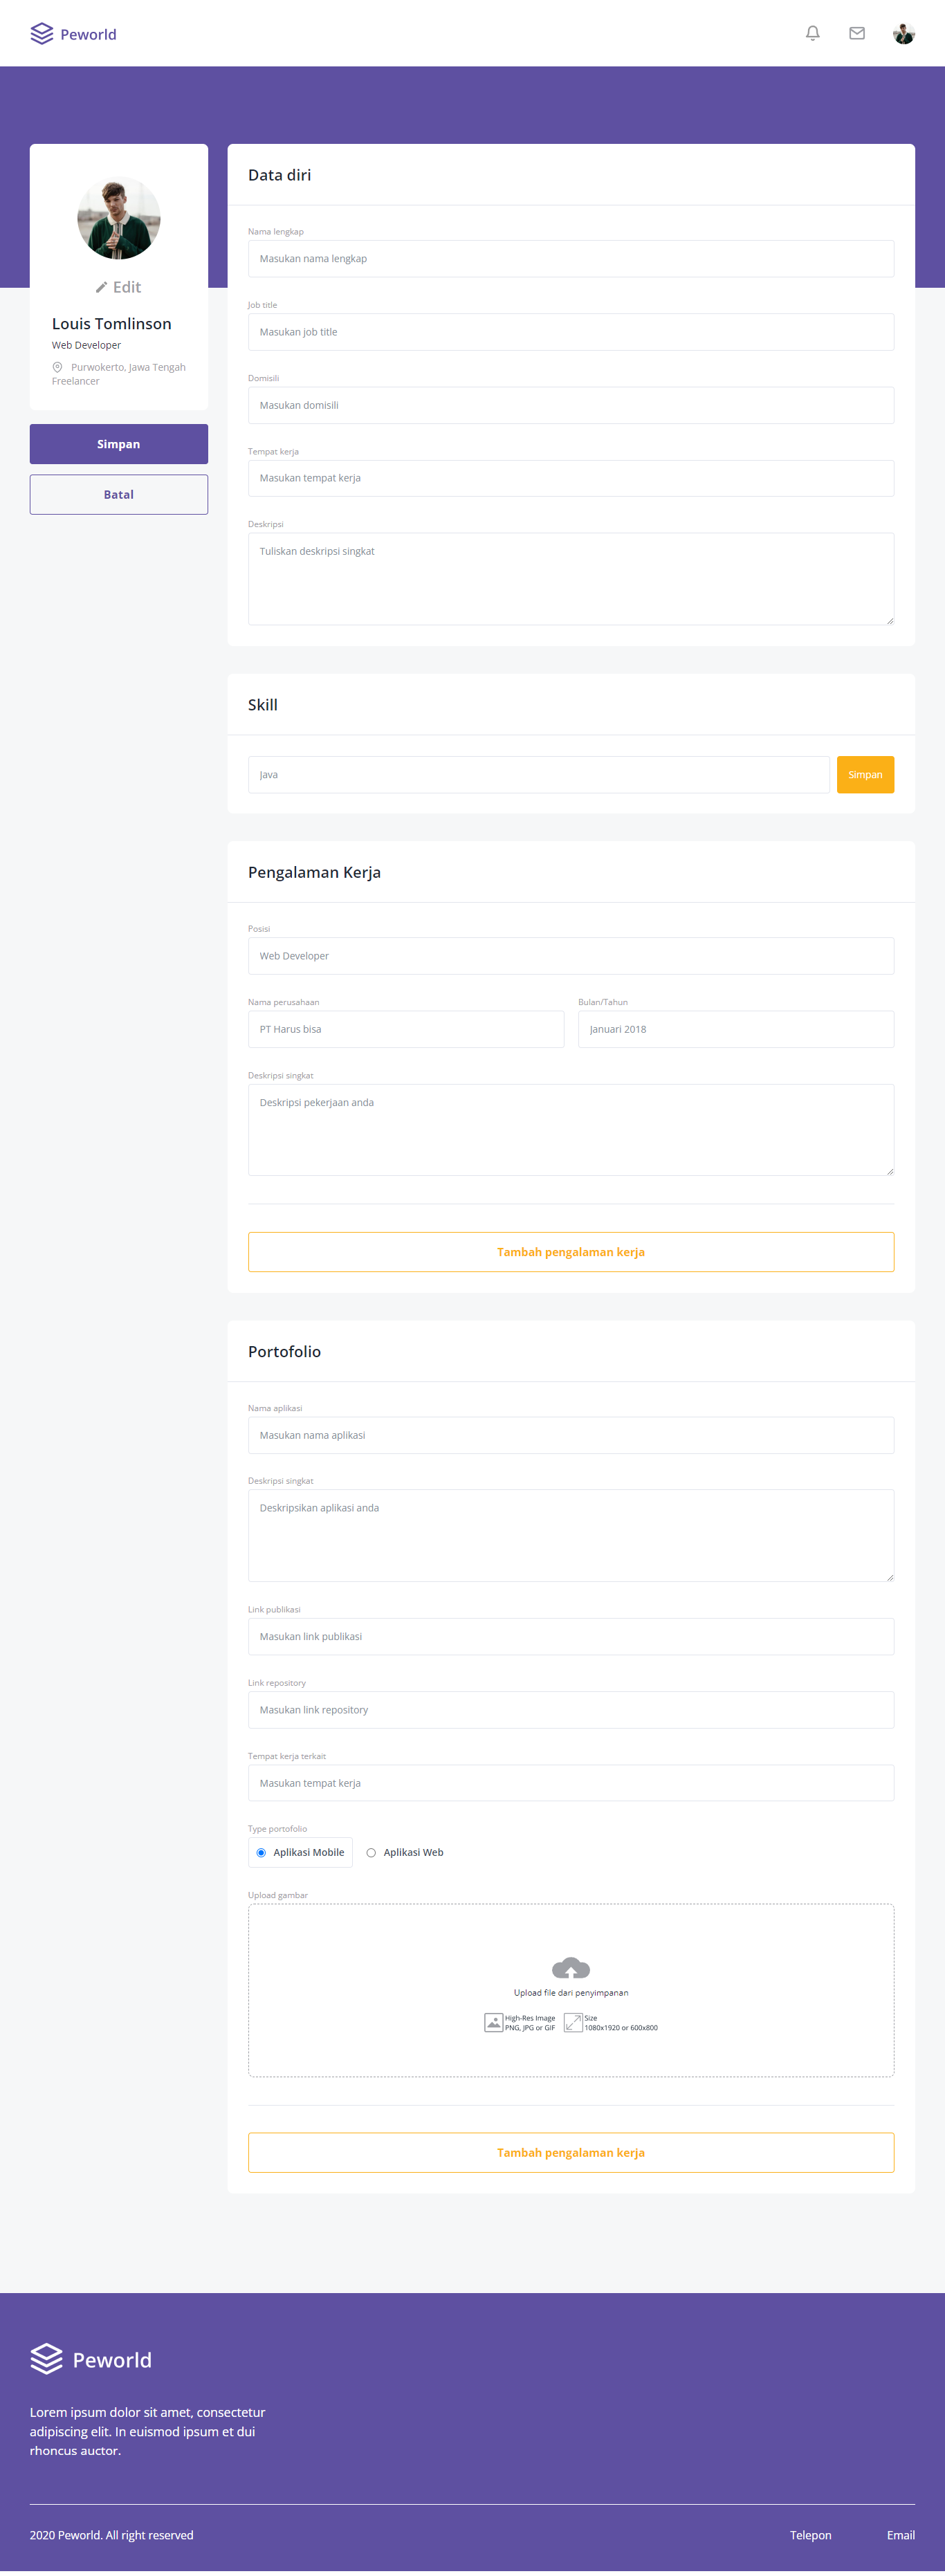 Peworld
Edit
Louis Tomlinson
Web Developer
Purwokerto, Jawa Tengah
Freelancer
Simpan
Batal
Data diri
Nama lengkap
Masukan nama lengkap
Job title
Masukan job title
Domisili
Masukan domisili
Tempat kerja
Masukan tempat kerja
Deskripsi
Tuliskan deskripsi singkat
Skill
Java
Simpan
Pengalaman Kerja
Posisi
Web Developer
Nama perusahaan
Bulan/Tahun
PT Harus bisa
Januari 2018
Deskripsi singkat
Deskripsi pekerjaan anda
Tambah pengalaman kerja
Portofolio
Nama aplikasi
Masukan nama aplikasi
Deskripsi singkat
Deskripsikan aplikasi anda
Link publikasi
Masukan link publikasi
Link repository
Masukan link repository
Tempat kerja terkait
Masukan tempat kerja
Type portofolio
Aplikasi Mobile
Aplikasi Web
Upload gambar
Upload file dari penyimpanan
High-Res Image
PNG, JPG or GIF
Size
1080x1920 or 600x800
Tambah pengalaman kerja
Peworld
Lorem ipsum dolor sit amet, consectetur
adipiscing elit. In euismod ipsum et dui
rhoncus auctor.
2020 Peworld. All right reserved
Telepon
Email